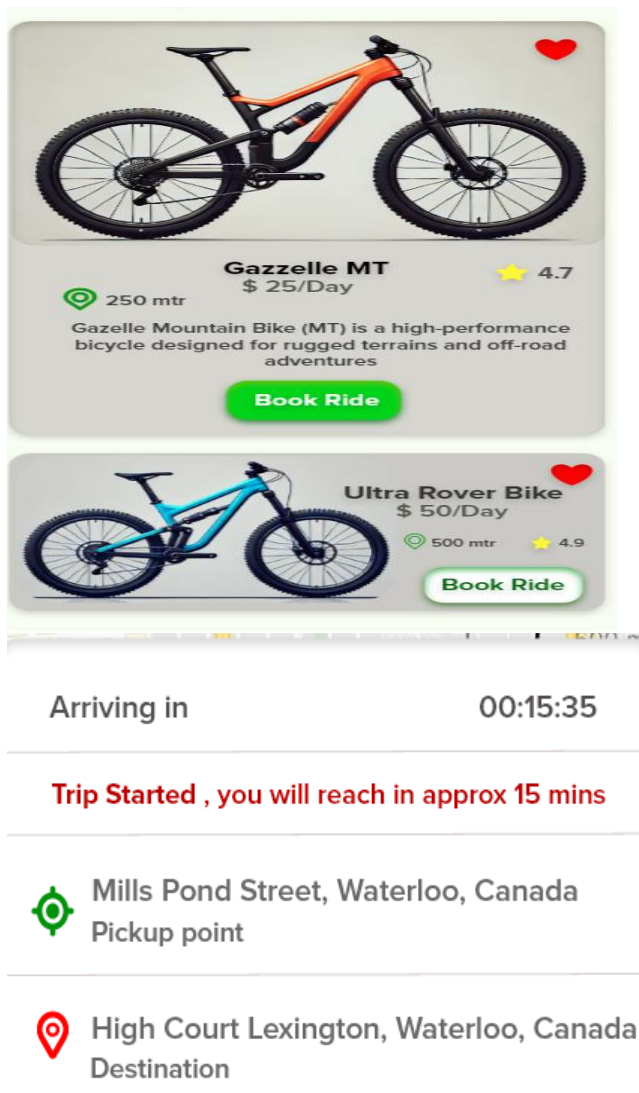 Gazzelle MT
$ 25/Day
4.7
250 mtr
Gazelle Mountain Bike (MT) is a high-performance
bicycle designed for rugged terrains and off-road
adventures
Book Ride
Ultra Rover Bike
$ 50/Day
500 mtr 4.9
Book Ride
Arriving in 00:15:35
Trip Started , you will reach in approx 15 mins
Mills Pond Street, Waterloo, Canada
Pickup point
High Court Lexington, Waterloo, Canada
Destination